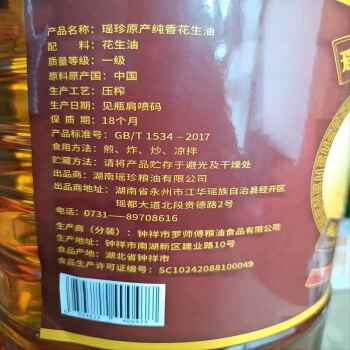 产品名称：瑶珍原产纯香花生油
配　　料：花生油
质量等级：一级
原料原产国：中国
生产工艺：压榨
生产日期：见瓶肩喷码
保 质 期：18个月
产品标准号：GB/T 1534－2017
食用方法：煎、炸、炒、凉拌
贮藏方法：请将产品贮存于避光及干燥处
出品商：湖南瑶珍粮油有限公司
出品商地址：湖南省永州市江华瑶族自治县经开区
瑶都大道北段贵德路2号
电话：0731—89708616
生产商（分装）：钟祥市罗师傅粮油食品有限公司
生产地址：钟祥市南湖新区建业路10号
食品产地：湖北省钟祥市
食品生产许可证编号：SC10242088100049